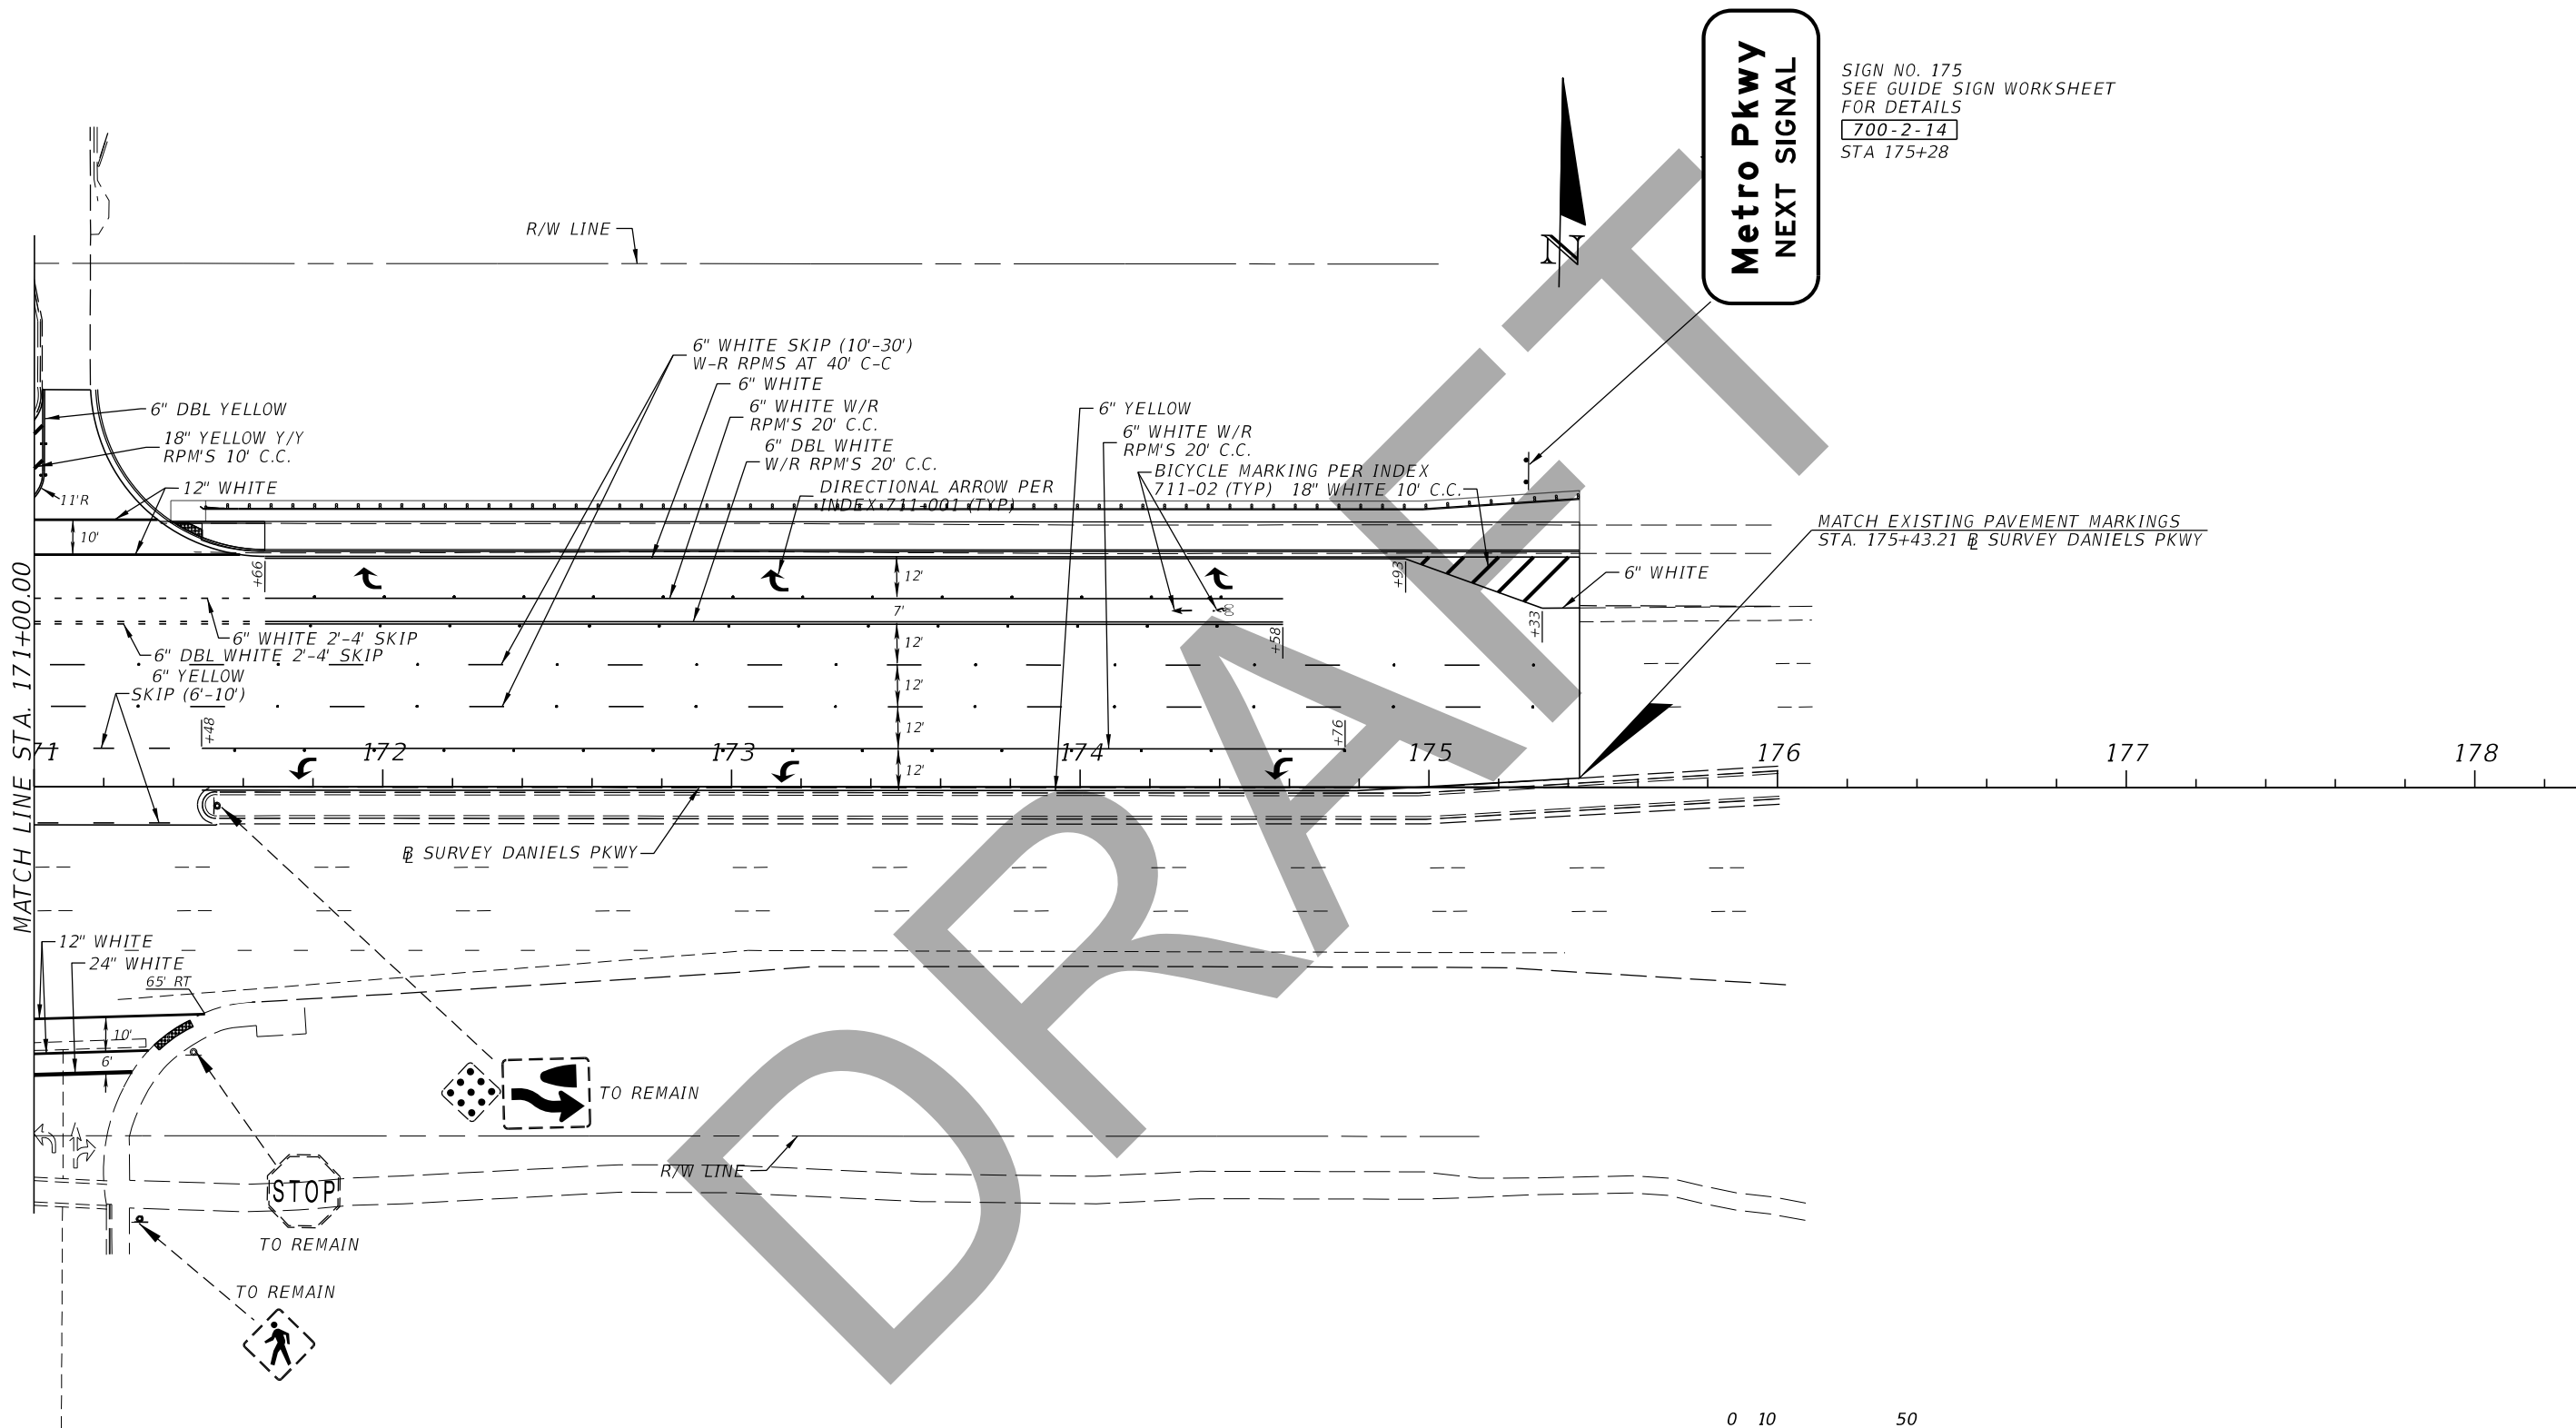 Metro Pkwy
NEXT SIGNAL
SIGN NO. 175
SEE GUIDE SIGN WORKSHEET
FOR DETAILS
700-2-14
STA 175+28
N
R/W LINE
6" WHITE SKIP (10'-30')
W-R RPMS AT 40' C-C
6" WHITE
6" WHITE W/R
RPM'S 20' C.C.
6" DBL WHITE
W/R RPM'S 20' C.C.
DIRECTIONAL ARROW PER
INDEX 711-001 (TYP)
6" YELLOW
6" WHITE W/R
RPM'S 20' C.C.
BICYCLE MARKING PER INDEX
711-02 (TYP)
18" WHITE 10' C.C.
6" DBL YELLOW
18" YELLOW Y/Y
RPM'S 10' C.C.
11'R
12" WHITE
10'
MATCH EXISTING PAVEMENT MARKINGS
STA. 175+43.21 BL SURVEY DANIELS PKWY
6" WHITE
+66
+93
+33
+58
+76
+48
12'
7'
12'
12'
12'
12'
6" WHITE 2'-4' SKIP
6" DBL WHITE 2'-4' SKIP
6" YELLOW
SKIP (6'-10')
MATCH LINE STA. 171+00.00
171
172
173
174
175
176
177
178
BL SURVEY DANIELS PKWY
12" WHITE
24" WHITE
65' RT
10'
6'
TO REMAIN
R/W LINE
STOP
TO REMAIN
TO REMAIN
DRAFT
0 10 50